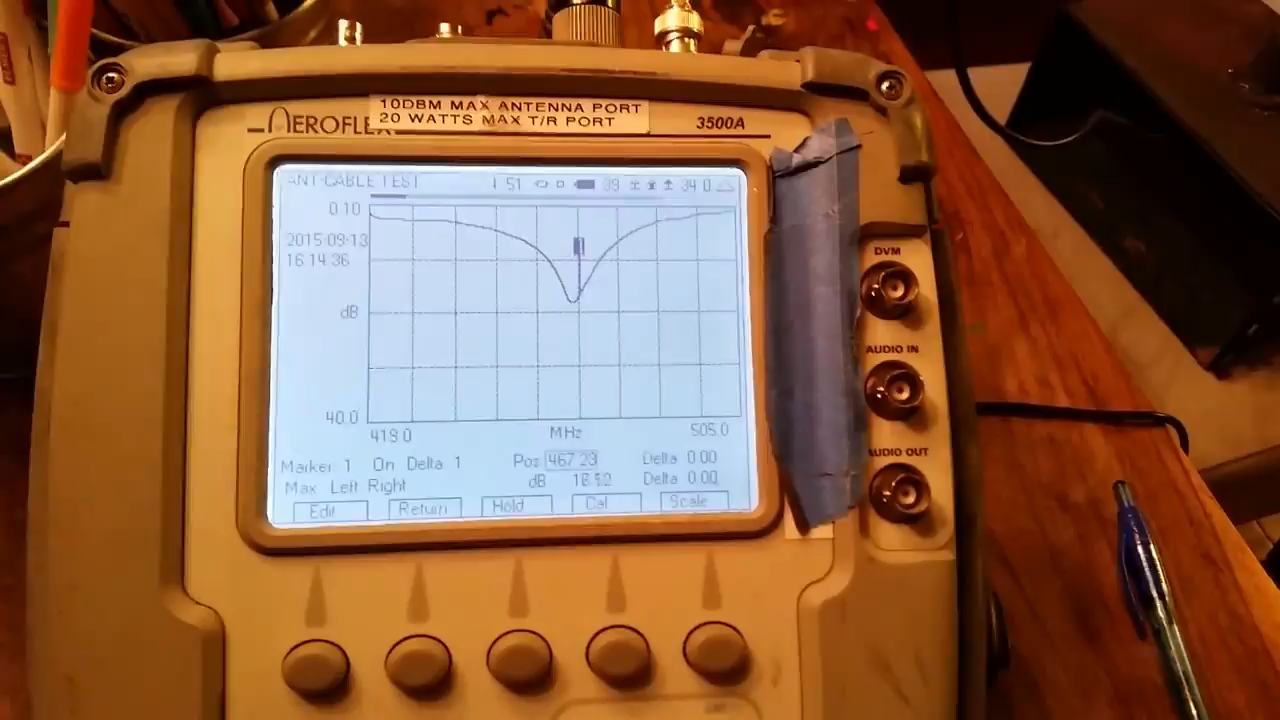 10DBM MAX ANTENNA PORT
20 WATTS MAX T/R PORT
AEROFLEX
3500A
ANT-CABLE TEST
0.10
2015-09-13
16:14:36
dB
40.0
MHz
505.0
Marker 1 On Delta 1
Pos 467.23
Delta 0.00
Max Left Right
dB
Delta 0.00
Edit
Return
Hold
Cal
Scale
DVM
AUDIO IN
AUDIO OUT